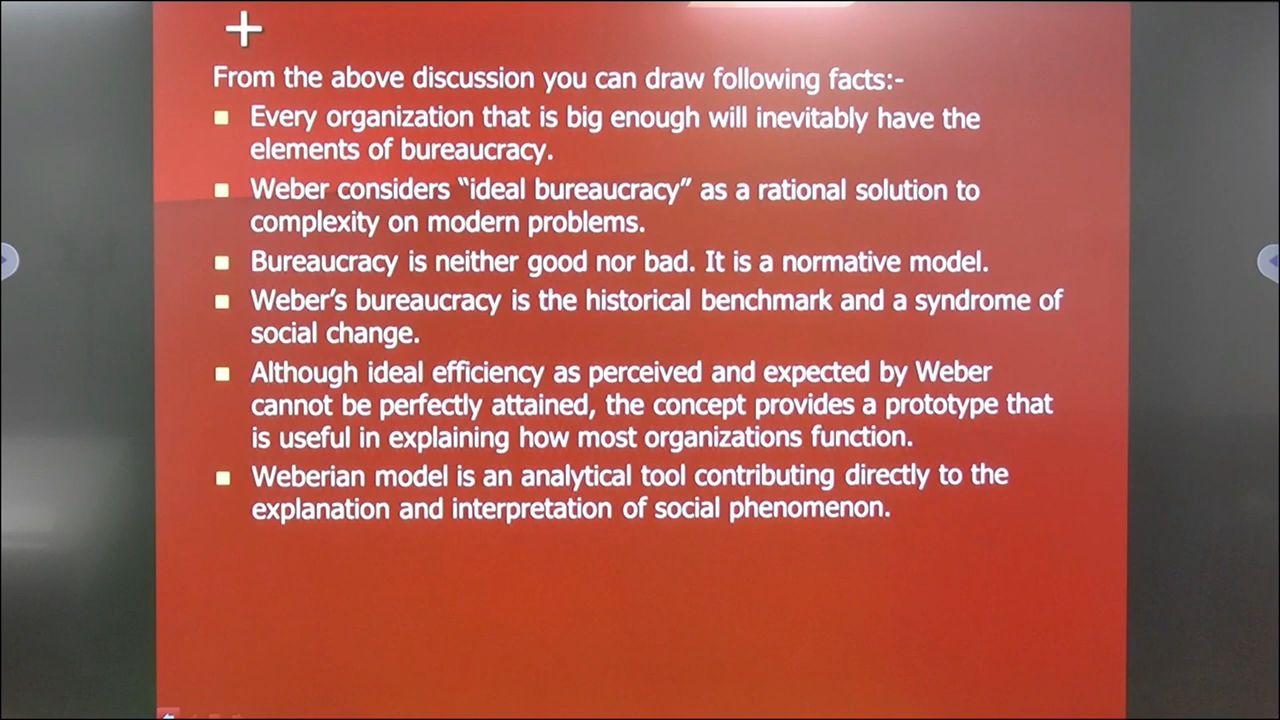 From the above discussion you can draw following facts:-
Every organization that is big enough will inevitably have the
elements of bureaucracy.
Weber considers “ideal bureaucracy” as a rational solution to
complexity on modern problems.
Bureaucracy is neither good nor bad. It is a normative model.
Weber’s bureaucracy is the historical benchmark and a syndrome of
social change.
Although ideal efficiency as perceived and expected by Weber
cannot be perfectly attained, the concept provides a prototype that
is useful in explaining how most organizations function.
Weberian model is an analytical tool contributing directly to the
explanation and interpretation of social phenomenon.